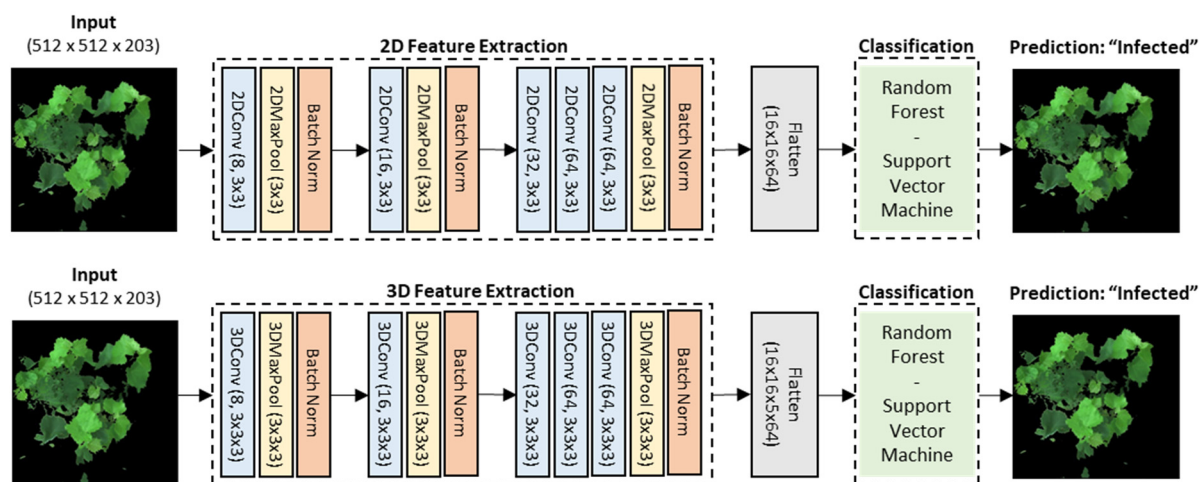 Input
(512 x 512 x 203)
2D Feature Extraction
2DConv (8, 3x3)
2DMaxPool (3x3)
Batch Norm
2DConv (16, 3x3)
2DMaxPool (3x3)
Batch Norm
2DConv (32, 3x3)
2DConv (64, 3x3)
2DConv (64, 3x3)
2DMaxPool (3x3)
Batch Norm
Flatten
(16x16x64)
Classification
Random
Forest
-
Support
Vector
Machine
Prediction: “Infected”
Input
(512 x 512 x 203)
3D Feature Extraction
3DConv (8, 3x3x3)
3DMaxPool (3x3x3)
Batch Norm
3DConv (16, 3x3x3)
3DMaxPool (3x3x3)
Batch Norm
3DConv (32, 3x3x3)
3DConv (64, 3x3x3)
3DConv (64, 3x3x3)
3DMaxPool (3x3x3)
Batch Norm
Flatten
(16x16x5x64)
Classification
Random
Forest
-
Support
Vector
Machine
Prediction: “Infected”